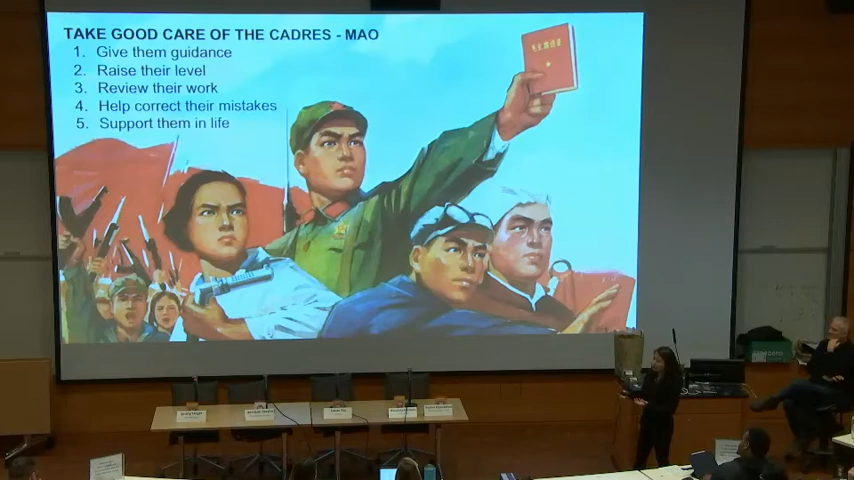 TAKE GOOD CARE OF THE CADRES - MAO
1. Give them guidance
2. Raise their level
3. Review their work
4. Help correct their mistakes
5. Support them in life